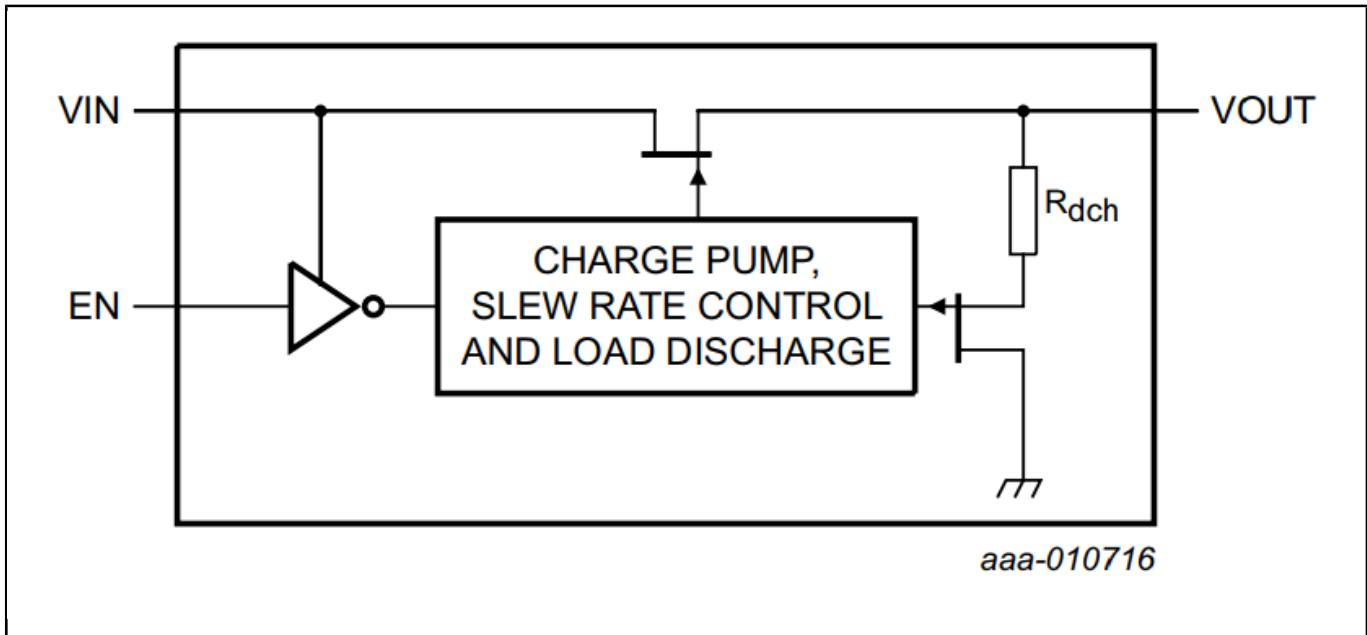 VIN
VOUT
Rdch
CHARGE PUMP,
SLEW RATE CONTROL
AND LOAD DISCHARGE
EN
aaa-010716